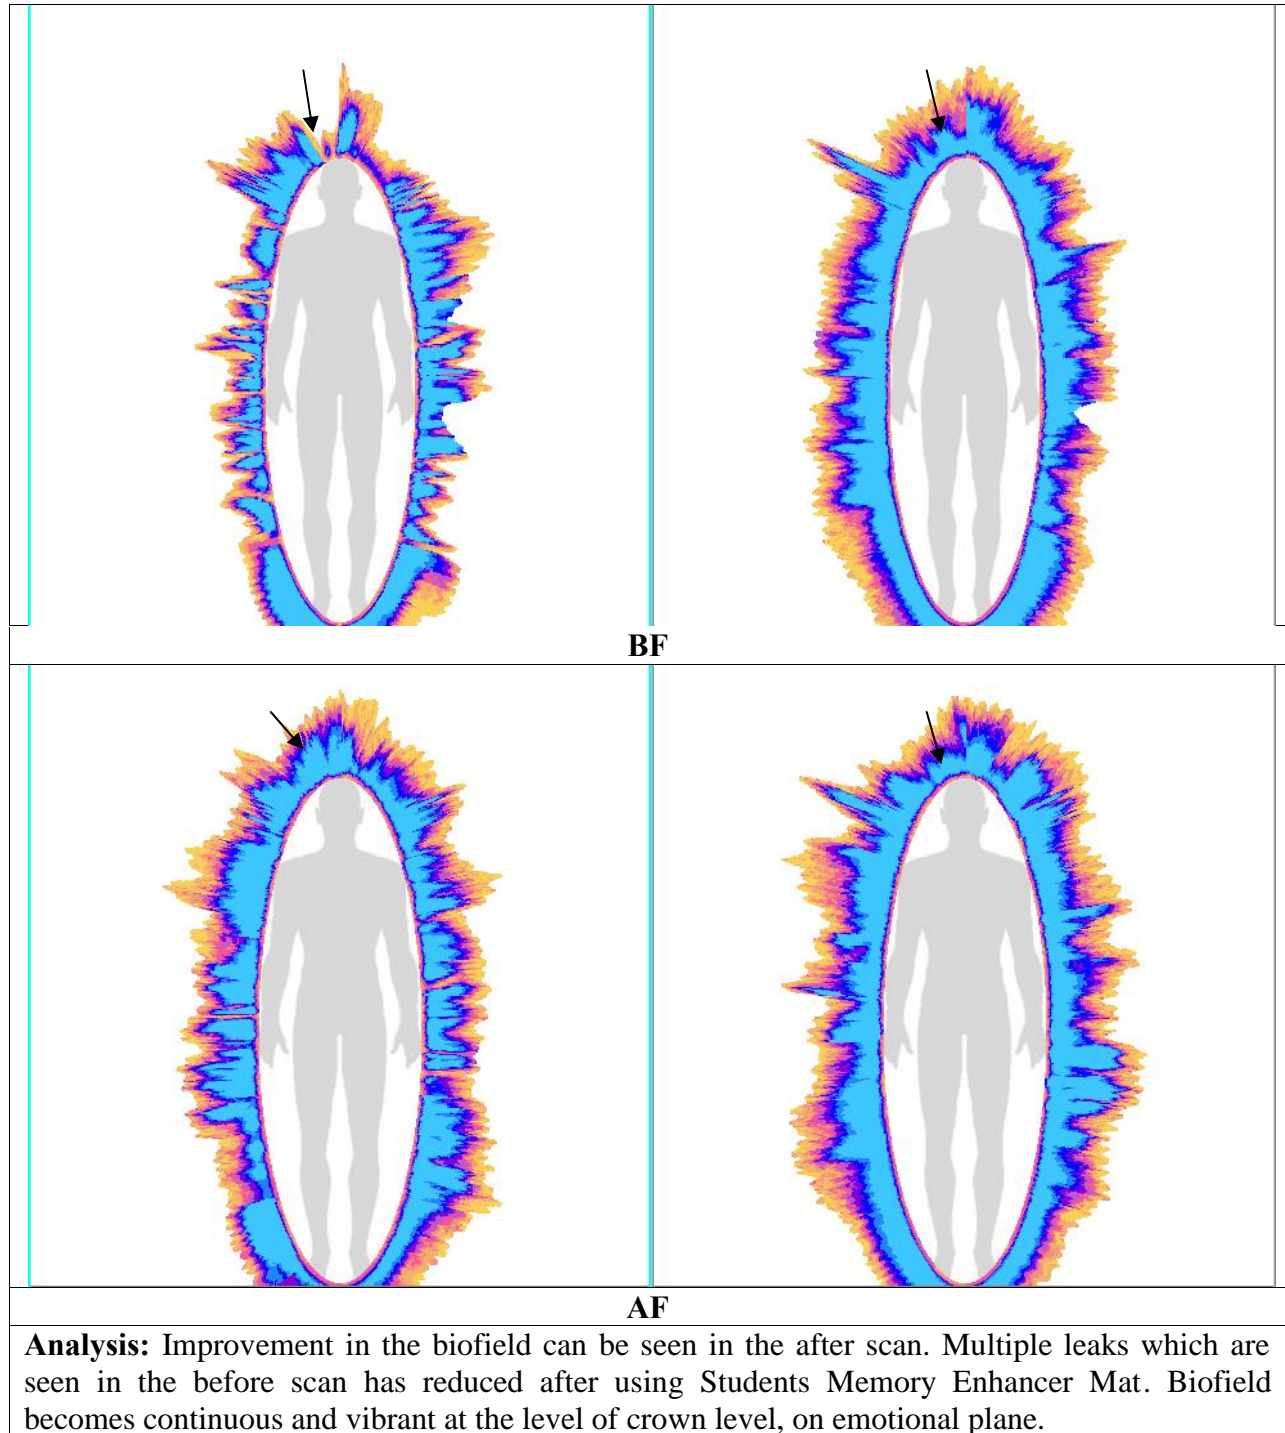 BF
AF
Analysis: Improvement in the biofield can be seen in the after scan. Multiple leaks which are
seen in the before scan has reduced after using Students Memory Enhancer Mat. Biofield
becomes continuous and vibrant at the level of crown level, on emotional plane.